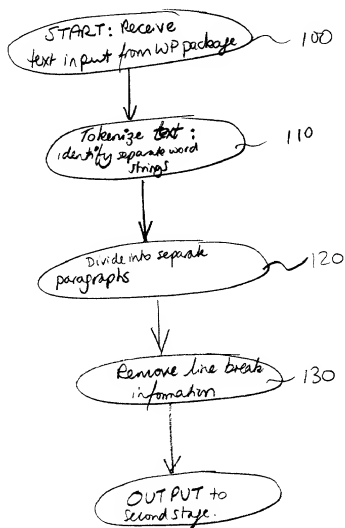 START: Receive
text input from WP package
100
Tokenize text:
identify separate word
strings
110
Divide into separate
paragraphs
120
Remove line break
information
130
OUTPUT to
second stage.